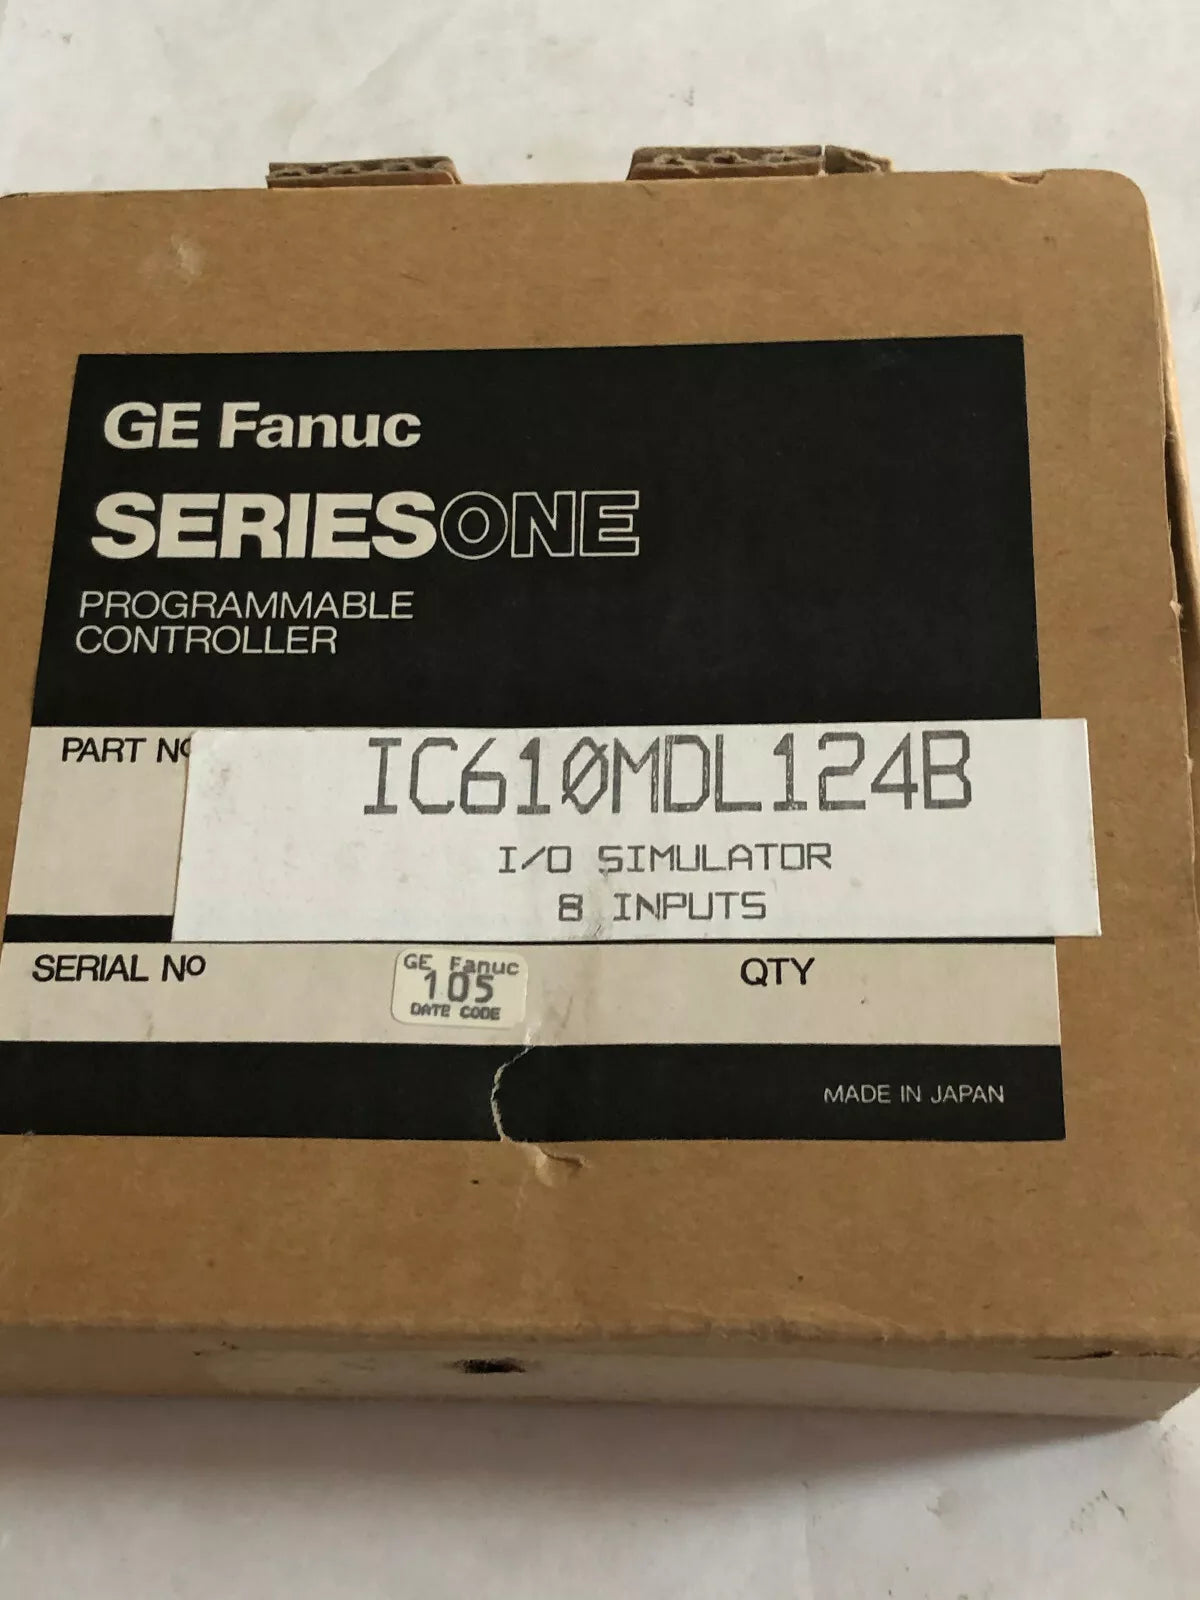 GE Fanuc
SERIESONE
PROGRAMMABLE
CONTROLLER
PART NO
IC610MDL124B
I/O SIMULATOR
8 INPUTS
SERIAL NO
GE Fanuc
105
DATE CODE
QTY
MADE IN JAPAN